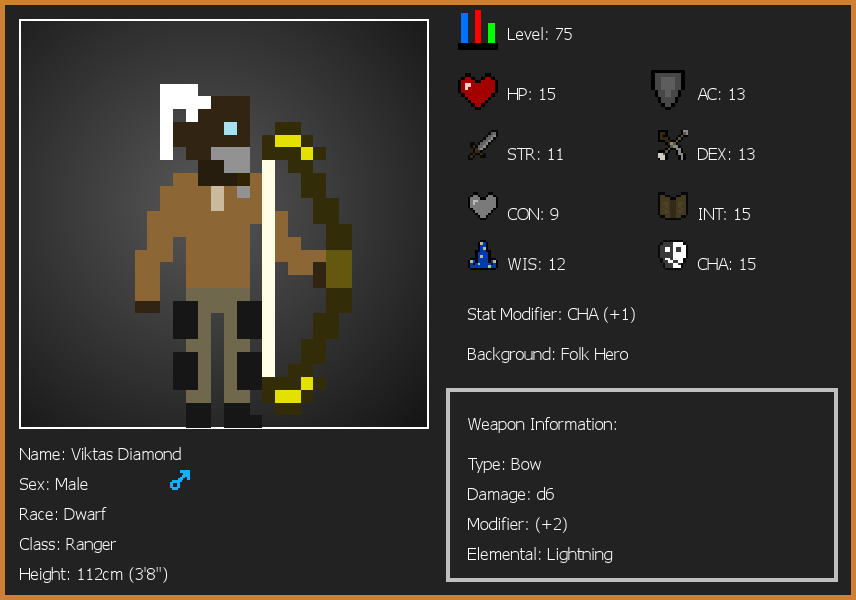 Level: 75
HP: 15
AC: 13
STR: 11
DEX: 13
CON: 9
INT: 15
WIS: 12
CHA: 15
Stat Modifier: CHA (+1)
Background: Folk Hero
Weapon Information:
Type: Bow
Damage: d6
Modifier: (+2)
Elemental: Lightning
Name: Viktas Diamond
Sex: Male
Race: Dwarf
Class: Ranger
Height: 112cm (3'8")